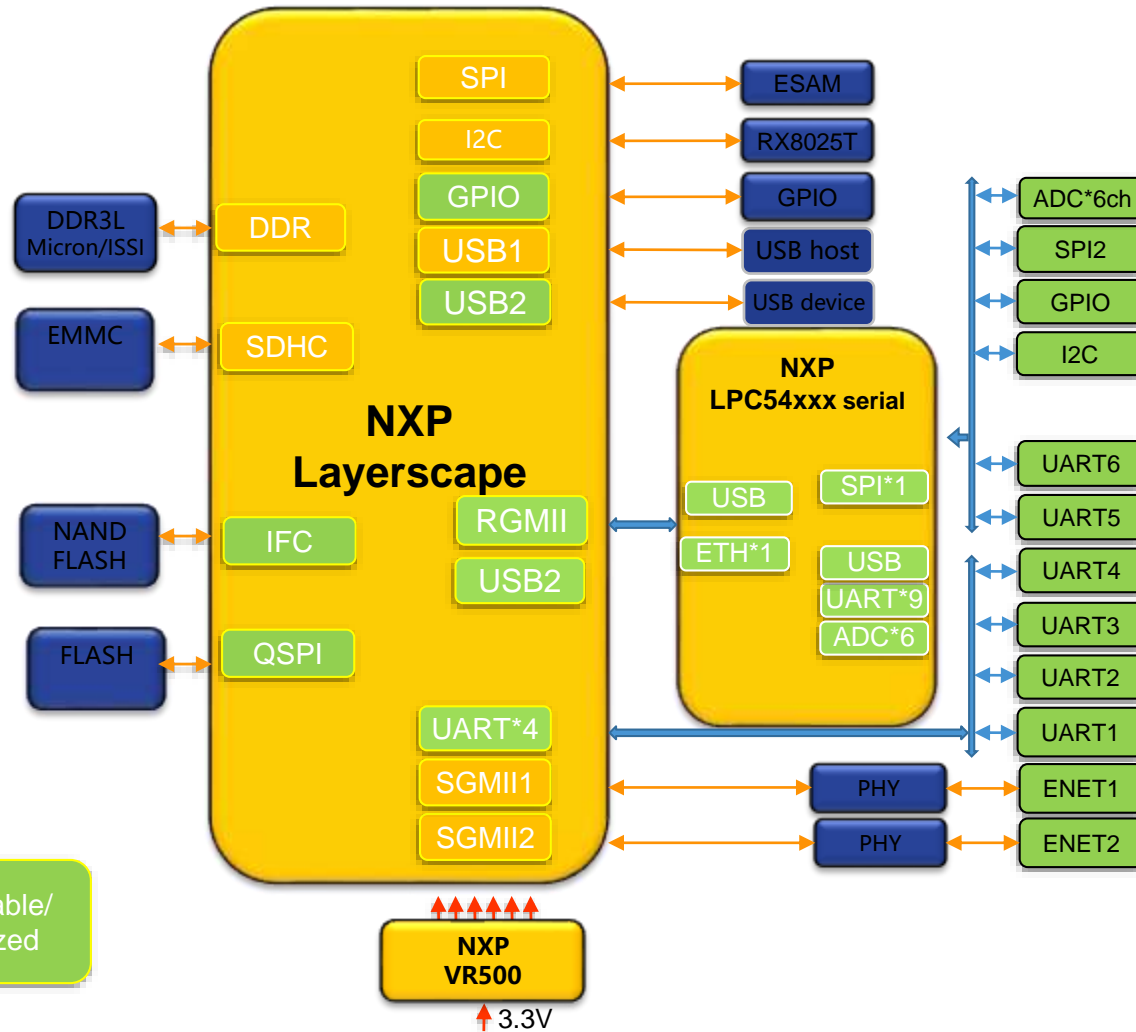 SPI
I2C
GPIO
USB1
USB2
DDR
SDHC
NXP
Layerscape
RGMII
USB2
IFC
QSPI
UART*4
SGMII1
SGMII2
DDR3L
Micron/ISSI
EMMC
NAND
FLASH
FLASH
ESAM
RX8025T
GPIO
USB host
USB device
NXP
LPC54xxx serial
USB
SPI*1
ETH*1
USB
UART*9
ADC*6
ADC*6ch
SPI2
GPIO
I2C
UART6
UART5
UART4
UART3
UART2
UART1
PHY
ENET1
PHY
ENET2
NXP
VR500
3.3V